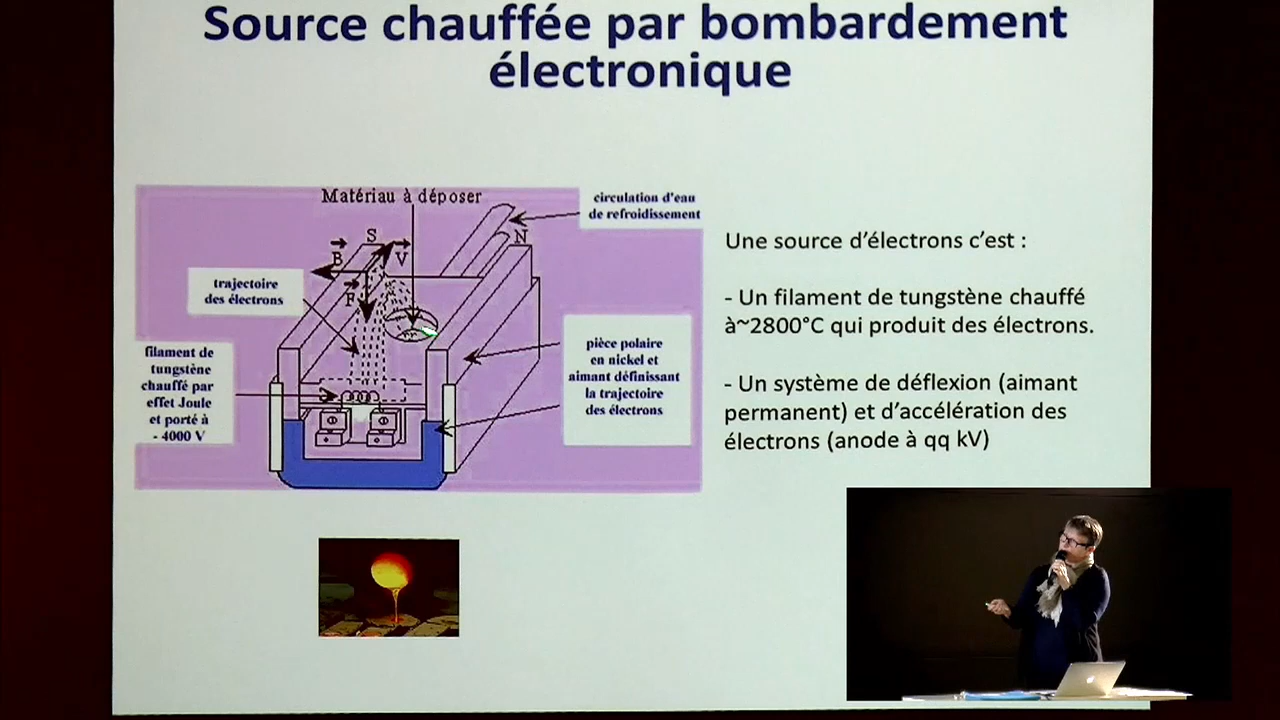 Source chauffée par bombardement
électronique
Matériau à déposer
circulation d'eau
de refroidissement
S
N
B
V
F
trajectoire
des électrons
filament de
tungstène
chauffé par
effet Joule
et porté à
- 4000 V
pièce polaire
en nickel et
aimant définissant
la trajectoire
des électrons
Une source d'électrons c'est :
- Un filament de tungstène chauffé
à~2800°C qui produit des électrons.
- Un système de déflexion (aimant
permanent) et d'accélération des
électrons (anode à qq kV)